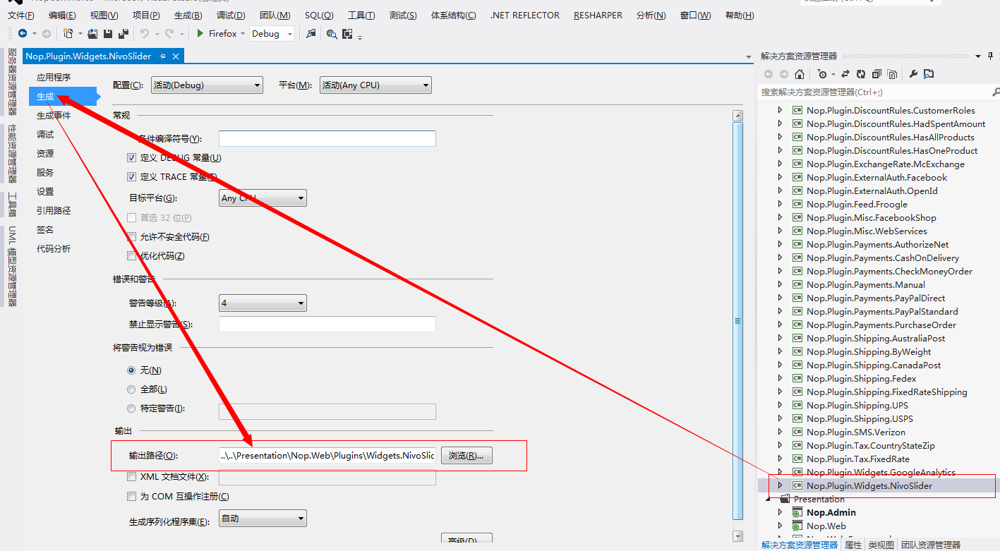 文件(F) 编辑(E) 视图(V) 项目(P) 生成(B) 调试(D) 团队(M) SQL(Q) 工具(T) 测试(S) 体系结构(C) .NET REFLECTOR RESHARPER 分析(N) 窗口(W) 帮助(H)
Firefox Debug
服务器资源管理器
性能资源管理器
工具箱
UML 模型资源管理器
Nop.Plugin.Widgets.NivoSlider
应用程序
生成
生成事件
调试
资源
服务
设置
引用路径
签名
代码分析
配置(C): 活动(Debug) 平台(M): 活动(Any CPU)
常规
条件编译符号(Y):
定义 DEBUG 常量(U)
定义 TRACE 常量(T)
目标平台(G): Any CPU
首选 32 位(P)
允许不安全代码(F)
优化代码(Z)
错误和警告
警告等级(A): 4
禁止显示警告(S):
将警告视为错误
无(N)
全部(L)
特定警告(I):
输出
输出路径(O): ..\..\Presentation\Nop.Web\Plugins\Widgets.NivoSlic 浏览(R)...
XML 文档文件(X):
为 COM 互操作注册(C)
生成序列化程序集(E): 自动
高级(D)...
解决方案资源管理器
搜索解决方案资源管理器(Ctrl+;)
Nop.Plugin.DiscountRules.CustomerRoles
Nop.Plugin.DiscountRules.HadSpentAmount
Nop.Plugin.DiscountRules.HasAllProducts
Nop.Plugin.DiscountRules.HasOneProduct
Nop.Plugin.ExchangeRate.McExchange
Nop.Plugin.ExternalAuth.Facebook
Nop.Plugin.ExternalAuth.OpenId
Nop.Plugin.Feed.Froogle
Nop.Plugin.Misc.FacebookShop
Nop.Plugin.Misc.WebServices
Nop.Plugin.Payments.AuthorizeNet
Nop.Plugin.Payments.CashOnDelivery
Nop.Plugin.Payments.CheckMoneyOrder
Nop.Plugin.Payments.Manual
Nop.Plugin.Payments.PayPalDirect
Nop.Plugin.Payments.PayPalStandard
Nop.Plugin.Payments.PurchaseOrder
Nop.Plugin.Shipping.AustraliaPost
Nop.Plugin.Shipping.ByWeight
Nop.Plugin.Shipping.CanadaPost
Nop.Plugin.Shipping.Fedex
Nop.Plugin.Shipping.FixedRateShipping
Nop.Plugin.Shipping.UPS
Nop.Plugin.Shipping.USPS
Nop.Plugin.SMS.Verizon
Nop.Plugin.Tax.CountryStateZip
Nop.Plugin.Tax.FixedRate
Nop.Plugin.Widgets.GoogleAnalytics
Nop.Plugin.Widgets.NivoSlider
Presentation
Nop.Admin
Nop.Web
解决方案资源管理器 属性 类视图 团队资源管理器